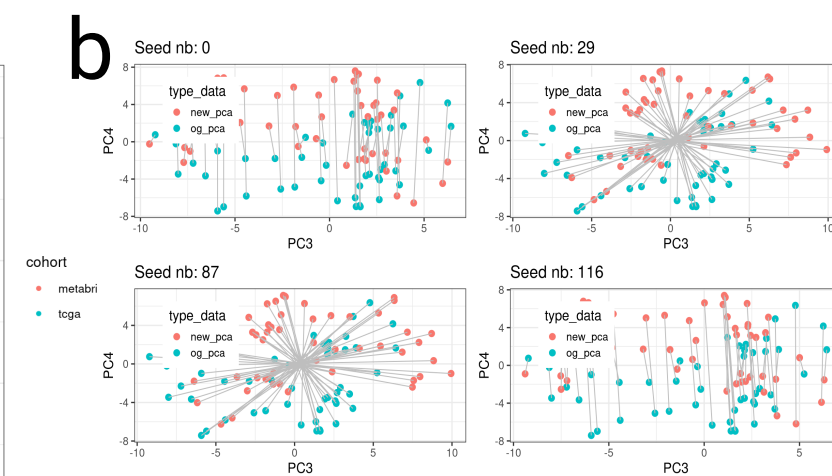 b
Seed nb: 0
8
4
0
-4
-8
PC4
type_data
new_pca
og_pca
-10
-5
0
5
PC3
Seed nb: 29
8
4
0
-4
-8
PC4
type_data
new_pca
og_pca
-10
-5
0
5
10
PC3
cohort
metabri
tcga
Seed nb: 87
4
0
-4
-8
PC4
type_data
new_pca
og_pca
-10
-5
0
5
10
PC3
Seed nb: 116
8
4
0
-4
-8
PC4
type_data
new_pca
og_pca
-10
-5
0
5
PC3